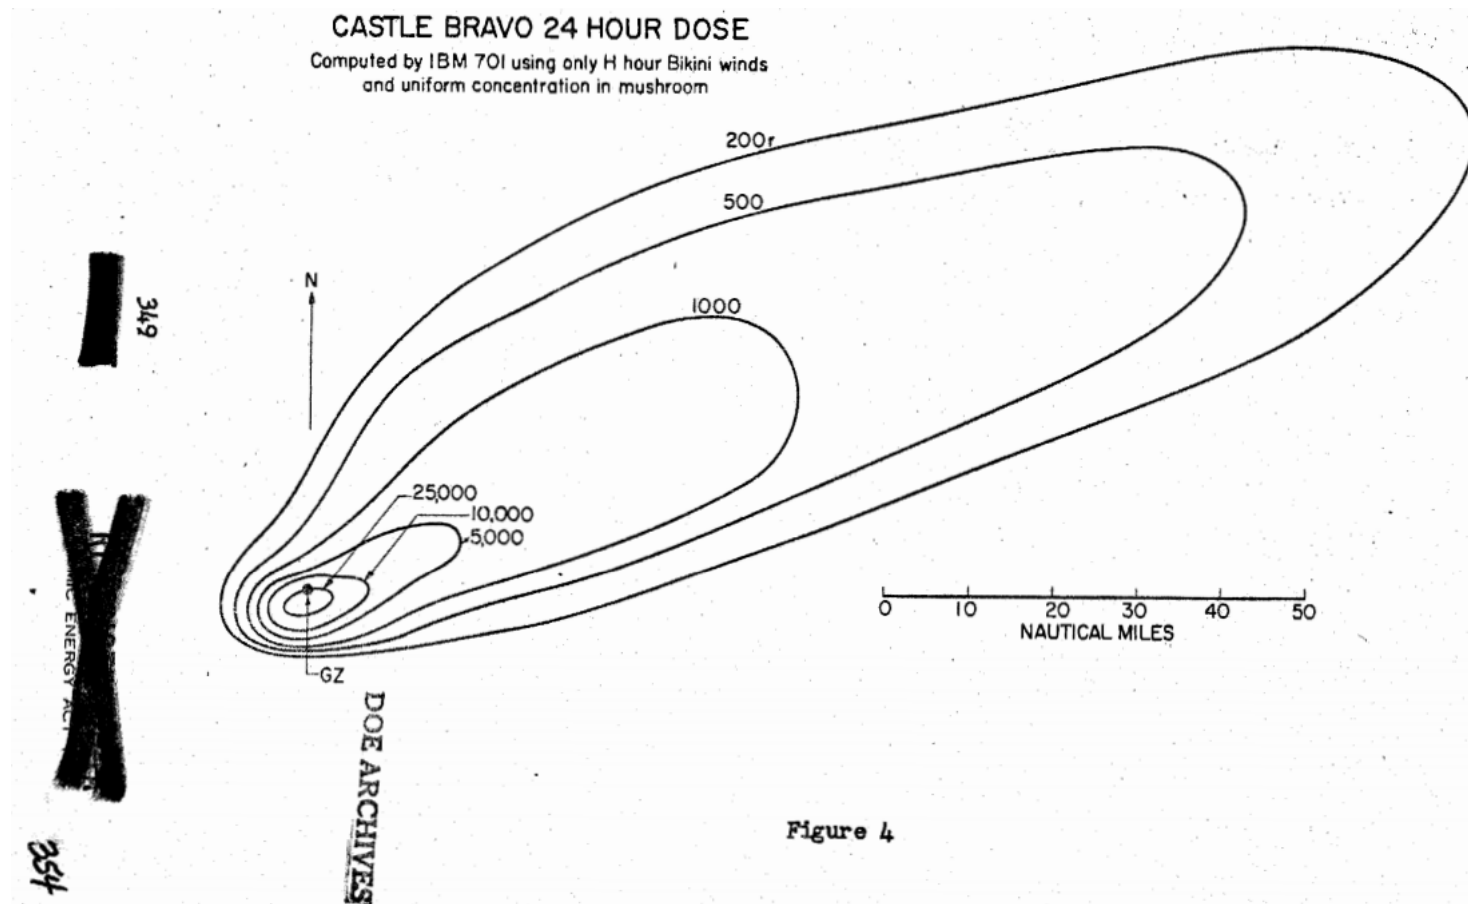 CASTLE BRAVO 24 HOUR DOSE
Computed by IBM 701 using only H hour Bikini winds
and uniform concentration in mushroom
200r
500
N
1000
349
25,000
10,000
5,000
0 10 20 30 40 50
NAUTICAL MILES
ENERGY ACT
GZ
DOE ARCHIVES
Figure 4
354